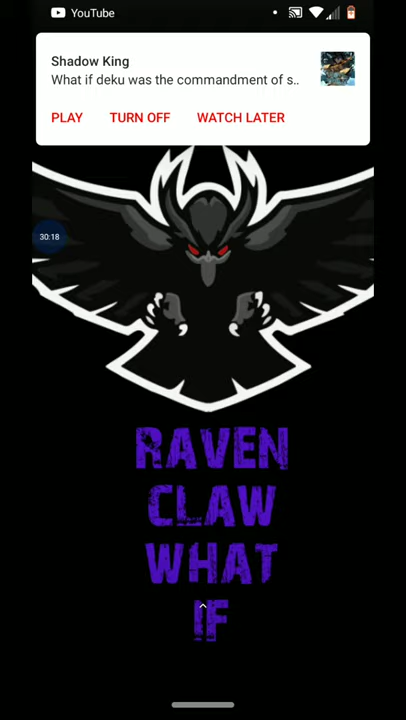 YouTube
Shadow King
What if deku was the commandment of s..
PLAY TURN OFF WATCH LATER
30:18
RAVEN
CLAW
WHAT
IF